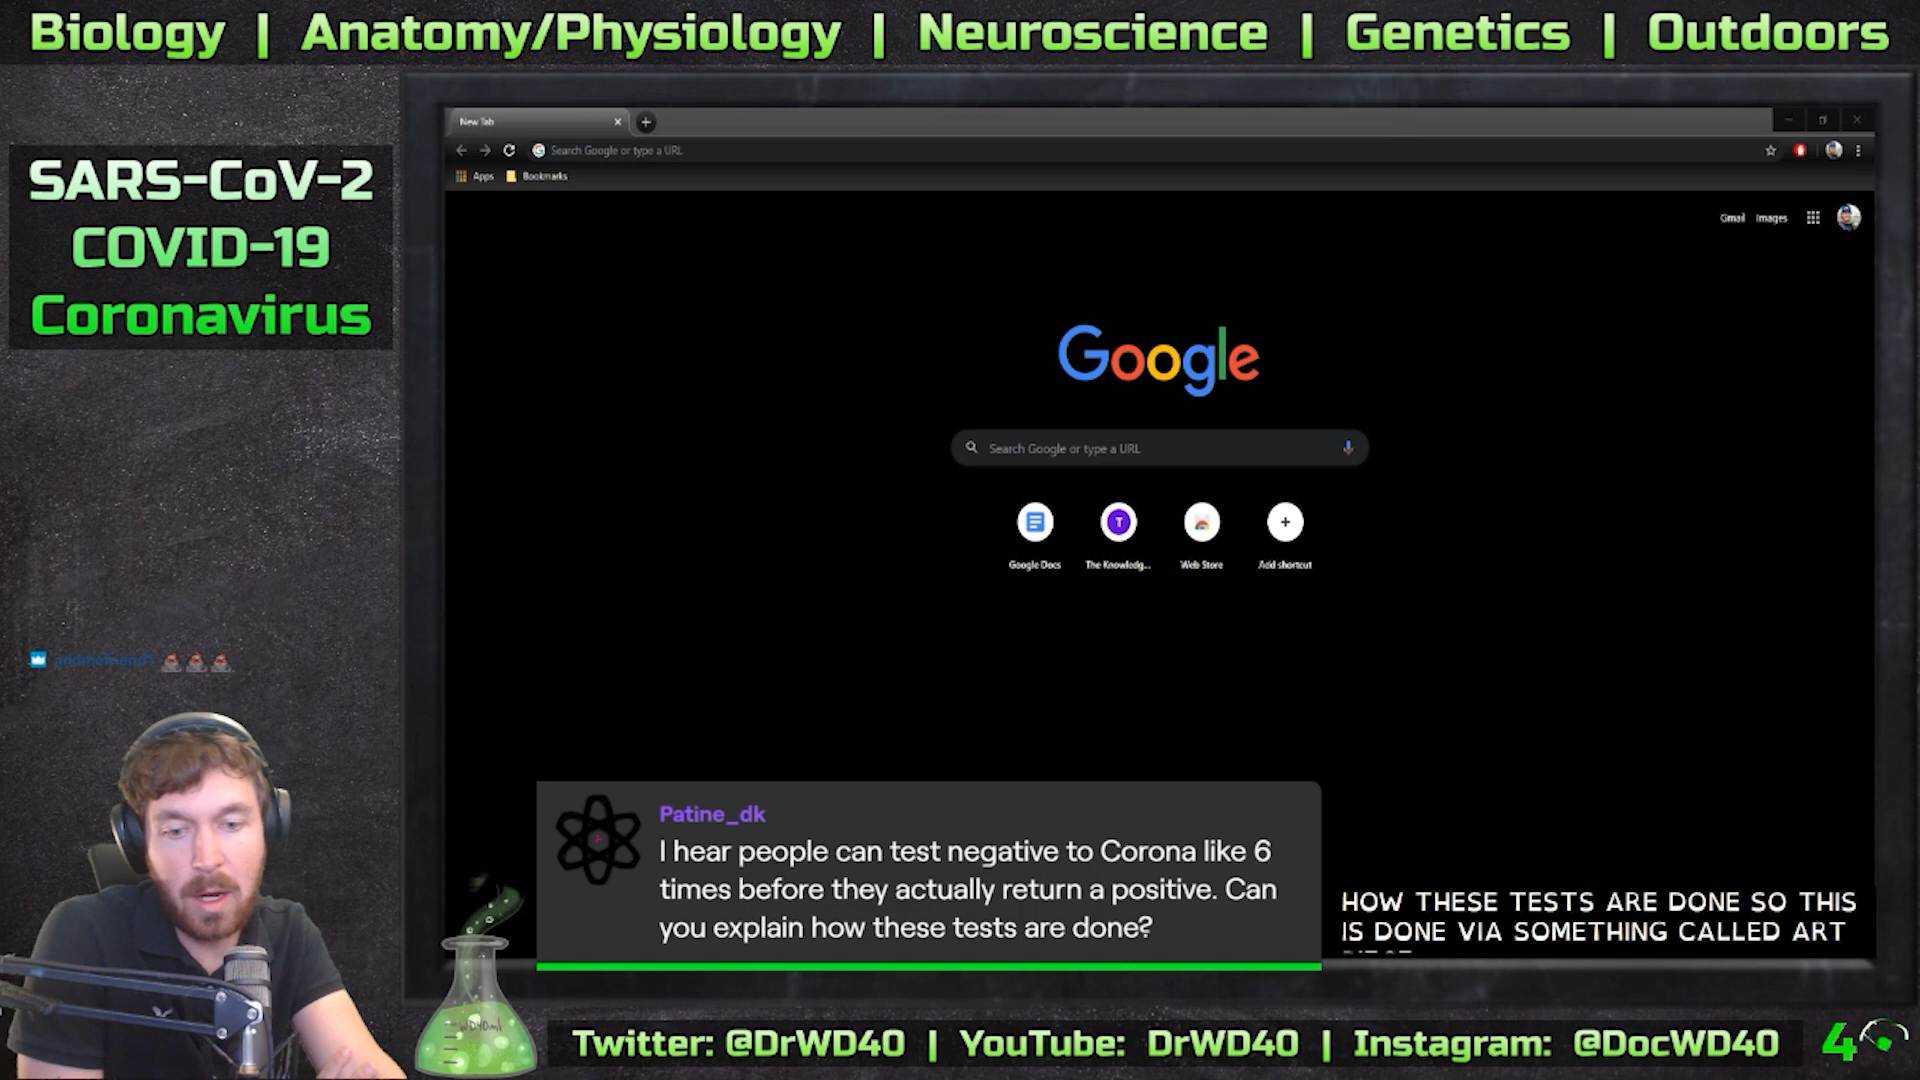 Biology | Anatomy/Physiology | Neuroscience | Genetics | Outdoors
SARS-CoV-2
COVID-19
Coronavirus
New Tab
Search Google or type a URL
Apps Bookmarks
Gmail Images
Google
Search Google or type a URL
T
Google Docs The Knowledg... Web Store Add shortcut
Patine_dk
I hear people can test negative to Corona like 6
times before they actually return a positive. Can
you explain how these tests are done?
HOW THESE TESTS ARE DONE SO THIS
IS DONE VIA SOMETHING CALLED ART
WD40ml
Twitter: @DrWD40 | YouTube: DrWD40 | Instagram: @DocWD40
4